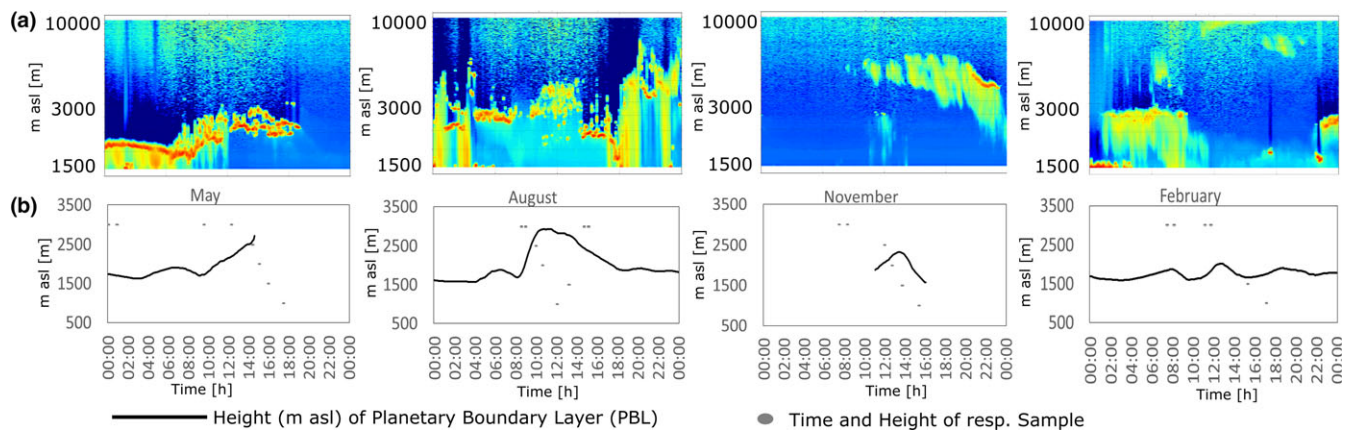 (a)
10000
3000
1500
m asl [m]
10000
3000
1500
m asl [m]
10000
3000
1500
m asl [m]
10000
3000
1500
m asl [m]
(b)
May
3500
2500
1500
500
m asl [m]
00:00 02:00 04:00 06:00 08:00 10:00 12:00 14:00 16:00 18:00 20:00 22:00 00:00
Time [h]
August
3500
2500
1500
500
m asl [m]
00:00 02:00 04:00 06:00 08:00 10:00 12:00 14:00 16:00 18:00 20:00 22:00 00:00
Time [h]
November
3500
2500
1500
500
m asl [m]
00:00 02:00 04:00 06:00 08:00 10:00 12:00 14:00 16:00 18:00 20:00 22:00 00:00
Time [h]
February
3500
2500
1500
500
m asl [m]
00:00 02:00 04:00 06:00 08:00 10:00 12:00 14:00 16:00 18:00 20:00 22:00 00:00
Time [h]
Height (m asl) of Planetary Boundary Layer (PBL)
Time and Height of resp. Sample